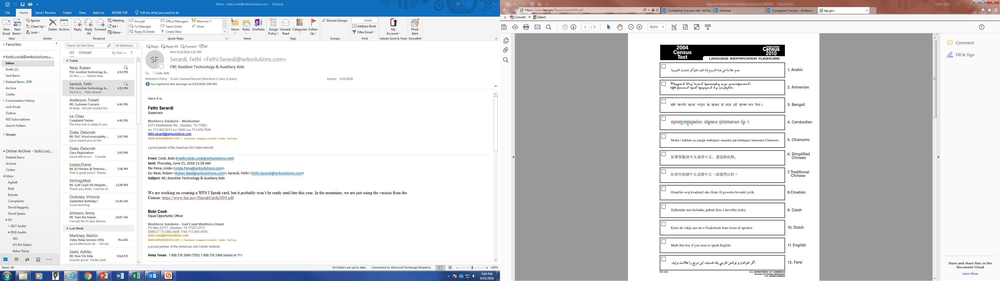 Inbox - bobi.cook@wrksolutions.com - Outlook
File Home Send / Receive Folder View Add-ins ADOBE PDF Tell me what you want to do
New Email
New Items
Ignore
Clean Up
Junk
Delete
Archive
Reply
Reply All
Forward
Meeting
IM
More
Encrypt
To Manager
Reply & Delete
Office Managers
Team Email
Create New
Move to: ?
Done
Move
Rules
OneNote
Assign Policy
Unread/ Read
Categorize
Follow Up
Browse Groups
Address Book
Filter Email
My Account
Phish Alert
New Delete Respond Quick Steps Move Tags Groups Find Adobe Send & Track KnowBe4
Favorites
bobi.cook@wrksolutions.c...
Inbox
Drafts [1]
Sent Items
Deleted Items 279
Archive
Clutter
Conversation History
Junk Email
Outbox
RSS Subscriptions
Search Folders
Groups
Online Archive - bobi.coo...
Deleted Items
Archive
Clutter
Inbox
Agiloft
Bobi
Brenda
Complaints
David Baggerly
David Spears
EO
2017 Audits
2018 Audits
AEL
AT/AA Matrix
Baker Ripley
Search All Mail Items All Mailboxes
All Unread By Date
Today
Neal, Ruben
FW: Assistive Technology &... 4:52 PM
Or this......... Ruben Neal
Serardi, Fethi
FW: Assistive Technology &... 4:51 PM
Here it is. Fethi Serardi
Anderson, Tresell
RE: Customer Concern 4:41 PM
Hi Bobi, We will contact Ms.
Le, Chau
Complaint Tracker 4:41 PM
The new one is ready to use.
Duke, Deborah
RE: TWC Word Accessibility ... 3:07 PM
I just copied you on the
Duke, Deborah
Class Registration 3:05 PM
Good afternoon. I would
Lopez,Diana
RE: EO Review @ Timmons ... 2:56 PM
That is great news!! Thanks
Stirling,Misti
RE: Gulf Coast VR integrati... 12:30 PM
Thank you, Bobi. I will be on
Ordonez, Victoria
September Birthday's 11:40 AM
Good morning,
Johnson, Jenny
RE: Train the Trainer 10:07 AM
I would like to give Sharon
Last Week
Martinez, Martin
Video Relay Services (VRS) Thu 9/6
good afternoon all - We are
Seals, Ashley
RE: How We Help Wed 9/5
Sounds good! Ashley Seals
Reply Reply All Forward IM
Mon 9/10/2018 4:51 PM
SF
Serardi, Fethi <Fethi.Serardi@wrksolutions.com>
FW: Assistive Technology & Auxiliary Aids
To Cook, Bobi
Retention Policy H-GAC General Record: Retention 2 Years (2 years) Expires 9/10/2020
You replied to this message on 9/10/2018 5:04 PM.
Here it is.
Fethi Serardi
Supervisor
Workforce Solutions – Westheimer
8373 Westheimer Rd., Houston, TX 77063
TEL 713.953.9211 EXT 2942 FAX 713.978.7049
fethi.serardi@wrksolutions.com
www.wrksolutions.com — Facebook Instagram LinkedIn Twitter YouTube
a proud partner of the American Job Center network
From: Cook, Bobi [mailto:bobi.cook@wrksolutions.net]
Sent: Thursday, June 21, 2018 11:28 AM
To: Pena, Linda <Linda.Pena@wrksolutions.com>
Cc: Neal, Ruben <Ruben.Neal@wrksolutions.com>; Serardi, Fethi <Fethi.Serardi@wrksolutions.com>
Subject: RE: Assistive Technology & Auxiliary Aids
We are working on creating a WFS I Speak card, but it probably won't be ready until late this year. In the meantime, we are just using the version from the
Census: https://www.lep.gov/ISpeakCards2004.pdf
Bobi Cook
Equal Opportunity Officer
Workforce Solutions – Gulf Coast Workforce Board
PO Box 22777, Houston, TX 77227-2777
DIRECT 713.993.4506 FAX 713.993.4578
bobi.cook@wrksolutions.com
www.wrksolutions.com — Facebook Instagram LinkedIn Twitter YouTube
a proud partner of the American Job Center network
Relay Texas: 1.800.735.2989 (TDD) 1.800.735.2988 (voice) or 711
Items: 38 All folders are up to date. Connected to: Microsoft Exchange (Headers) 100%
5:04 PM
9/10/2018
https://www.lep.gov/ISpeakCards2004.pdf
Complaint-Tracker-old - All Ite... Intranet Complaint Tracker - All Items lep.gov
Convert Select
1 / 3 78.6%
2004 Census Test
United States Census 2010
LANGUAGE IDENTIFICATION FLASHCARD
ضع علامة في هذا المربع إذا كنت تقرأ أو تتحدث العربية.
1. Arabic
Խնդրում ենք նշում կատարեք այս քառակուսում,
եթե խոսում կամ կարդում եք Հայերեն:
2. Armenian
যদি আপনি বাংলা পড়েন বা বলেন তা হলে এই বাক্সে দাগ দিন।
3. Bengali
ឈូមបញ្ជាក់ក្នុងប្រអប់នេះ បើអ្នកអាន ឬនិយាយភាសា ខ្មែរ ។
4. Cambodian
Motka i kahhon ya yangin ûntûngnu' manaitai pat ûntûngnu' kumentos Chamorro.
5. Chamorro
如果你能读中文或讲中文，请选择此框。
6. Simplified Chinese
如果你能讀中文或講中文，請選擇此框。
7. Traditional Chinese
Označite ovaj kvadratić ako čitate ili govorite hrvatski jezik.
8.Croatian
Zaškrtněte tuto kolonku, pokud čtete a hovoříte česky.
9. Czech
Kruis dit vakje aan als u Nederlands kunt lezen of spreken.
10. Dutch
Mark this box if you read or speak English.
11. English
اگر خواندن و نوشتن فارسي بلد هستيد، اين مربع را علامت بزنيد.
12. Farsi
DB-3309
U.S. DEPARTMENT OF COMMERCE
Economics and Statistics Administration
U.S. CENSUS BUREAU
Comment
Fill & Sign
Store and share files in the
Document Cloud
Learn More